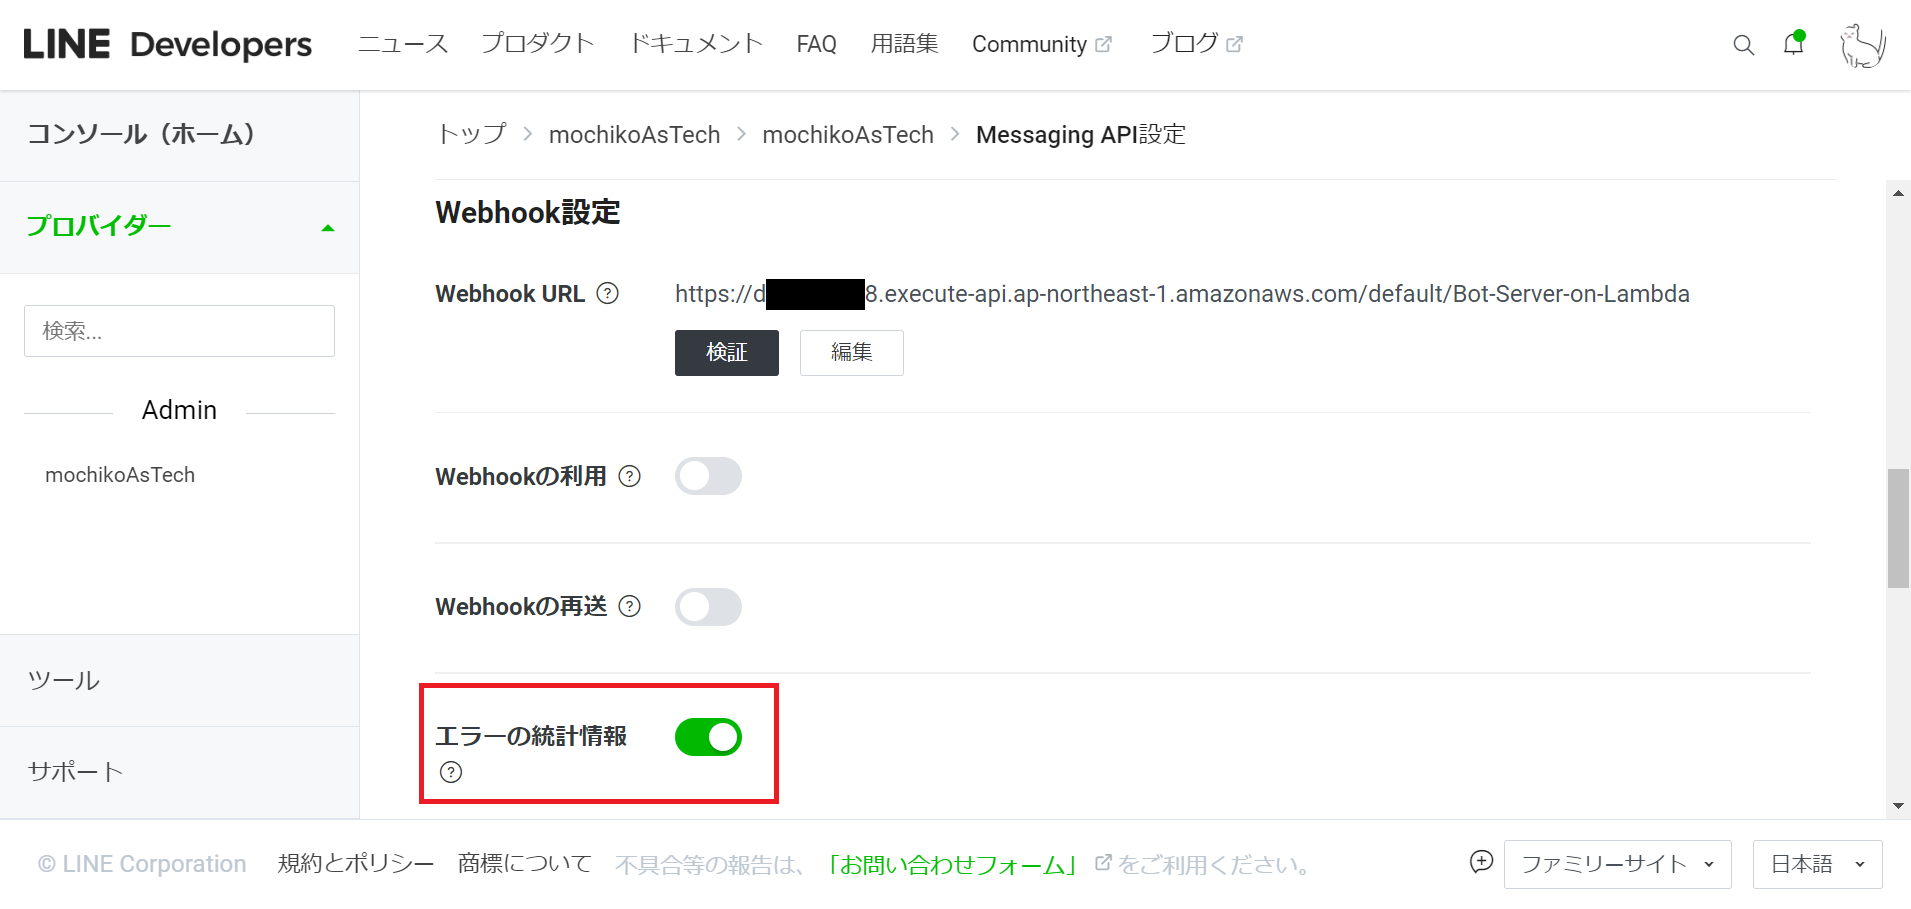 LINE Developers ニュース プロダクト ドキュメント FAQ 用語集 Community ブログ
コンソール（ホーム）
プロバイダー
検索...
Admin
mochikoAsTech
ツール
サポート
トップ mochikoAsTech mochikoAsTech Messaging API設定
Webhook設定
Webhook URL ? https://d 8.execute-api.ap-northeast-1.amazonaws.com/default/Bot-Server-on-Lambda
検証 編集
Webhookの利用 ?
Webhookの再送 ?
エラーの統計情報
?
© LINE Corporation 規約とポリシー 商標について 不具合等の報告は、「お問い合わせフォーム」 をご利用ください。 ファミリーサイト 日本語